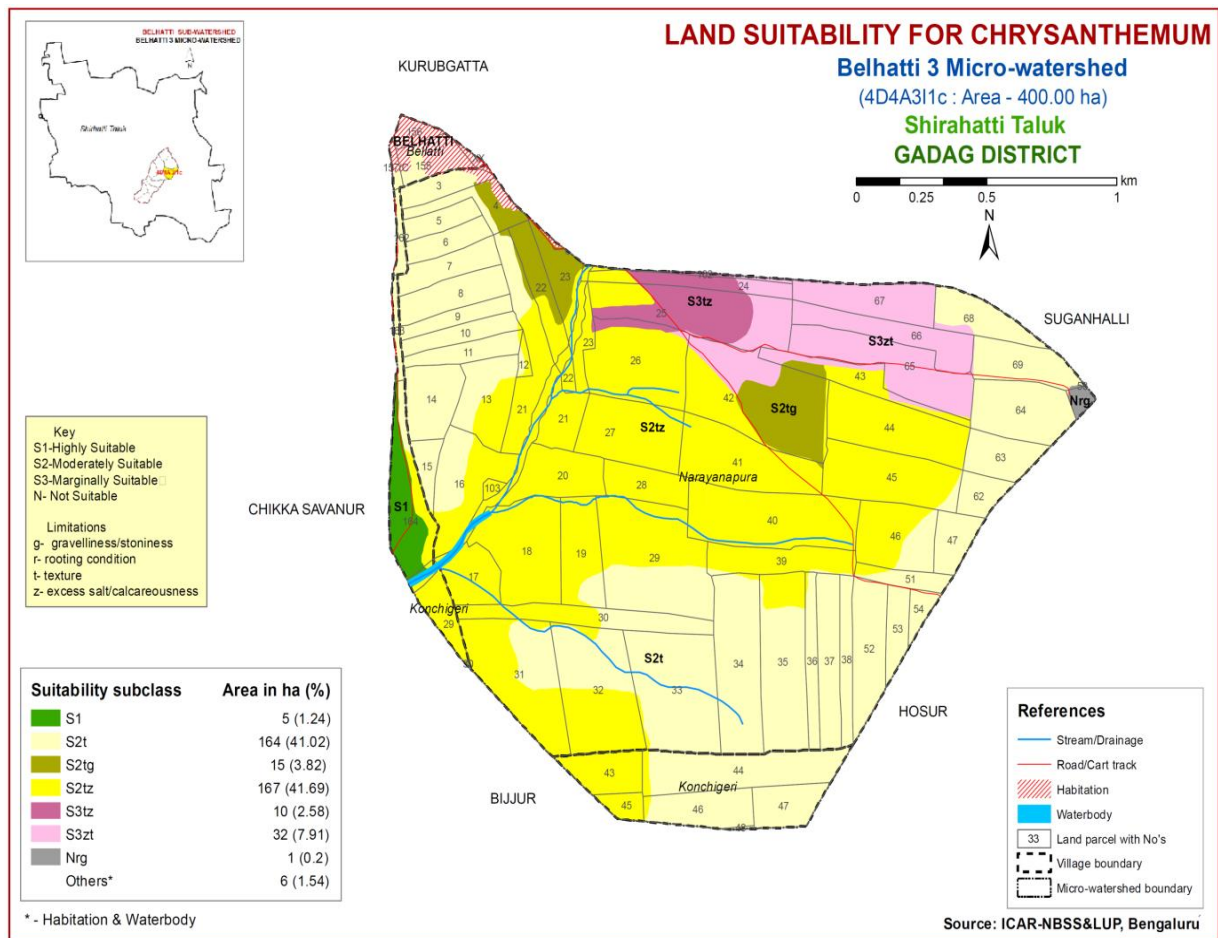 LAND SUITABILITY FOR CHRYSANTHEMUM
Belhatti 3 Micro-watershed
(4D4A3I1c : Area - 400.00 ha)
Shirahatti Taluk
GADAG DISTRICT
km
0 0.25 0.5 1
N
BELHATTI SUB-WATERSHED
BELHATTI 3 MICRO-WATERSHED
N
Shirhatti Taluk
KURUBGATTA
BELHATTI
Bellatti
155
3
4
5
6
7
22
23
8
9
10
11
12
13
14
15
16
S3tz
24
25
67
S3zt
66
65
68
69
SUGANHALLI
64
Nrg
63
62
23
26
22
21
21
27
S2tz
42
S2tg
43
44
41
Narayanapura
45
20
28
103
40
46
47
CHIKKA SAVANUR
S1
164
18
19
29
39
51
17
Konchigeri
29
30
30
54
53
52
31
32
S2t
33
34
35
36
37
38
HOSUR
43
44
Konchigeri
45
46
47
48
BIJJUR
Key
S1-Highly Suitable
S2-Moderately Suitable
S3-Marginally Suitable
N- Not Suitable
Limitations
g- gravelliness/stoniness
r- rooting condition
t- texture
z- excess salt/calcareousness
Suitability subclass Area in ha (%)
S1 5 (1.24)
S2t 164 (41.02)
S2tg 15 (3.82)
S2tz 167 (41.69)
S3tz 10 (2.58)
S3zt 32 (7.91)
Nrg 1 (0.2)
Others* 6 (1.54)
* - Habitation & Waterbody
References
Stream/Drainage
Road/Cart track
Habitation
Waterbody
33 Land parcel with No's
Village boundary
Micro-watershed boundary
Source: ICAR-NBSS&LUP, Bengaluru